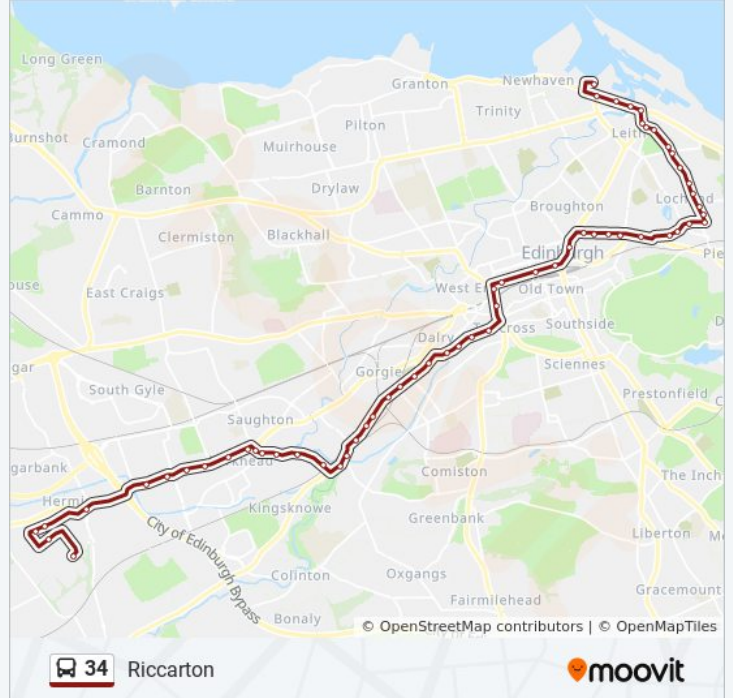 Long Green
Granton
Newhaven
Trinity
Pilton
Cramond
Muirhouse
Leith
Barnton
Drylaw
Cammo
Broughton
Clermiston
Blackhall
Edinburgh
East Craigs
West
Old Town
Dalry
Southside
Gorgie
Sciennes
South Gyle
Prestonfield
Saughton
Comiston
The Inch
Kingsknowe
Greenbank
Liberton
City of Edinburgh Bypass
Colinton
Oxgangs
Gracemount
Fairmilehead
Bonaly
© OpenStreetMap contributors | © OpenMapTiles
34 Riccarton
moovit